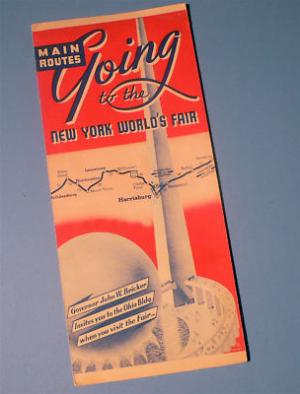 MAIN
ROUTES
Going
to the
NEW YORK WORLD'S FAIR
Harrisburg
Governor John W. Bricker
Invites you to the Ohio Bldg.
when you visit the Fair...